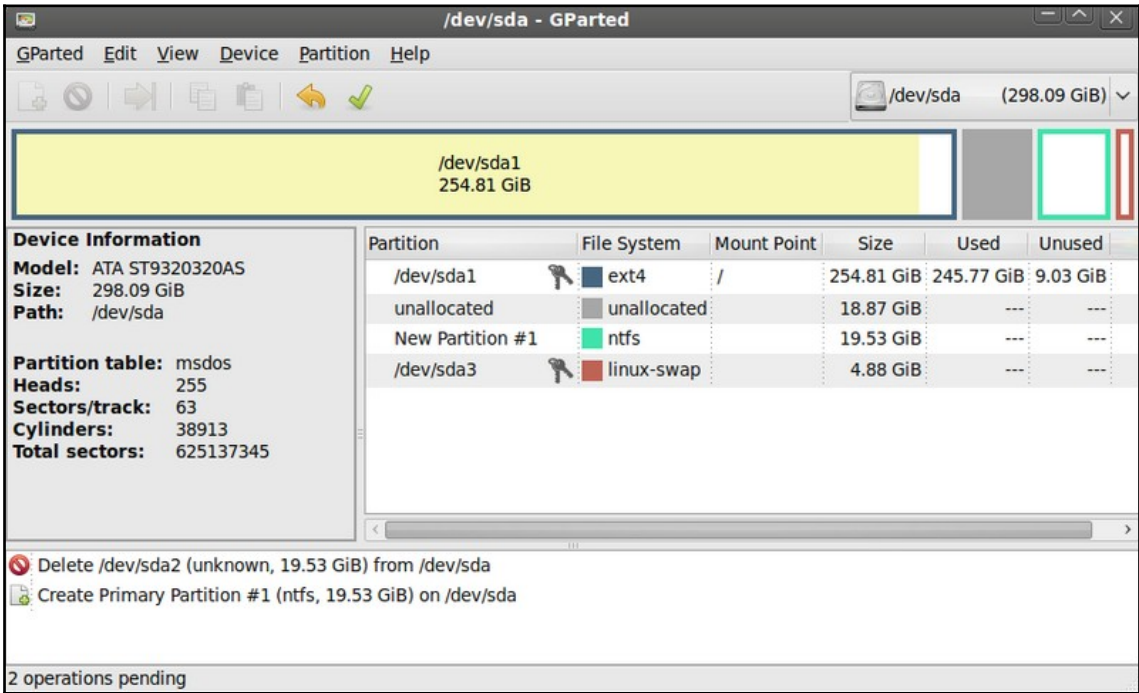 /dev/sda - GParted
GParted Edit View Device Partition Help
/dev/sda (298.09 GiB)
/dev/sda1
254.81 GiB
Device Information
Model: ATA ST9320320AS
Size: 298.09 GiB
Path: /dev/sda
Partition table: msdos
Heads: 255
Sectors/track: 63
Cylinders: 38913
Total sectors: 625137345
Partition File System Mount Point Size Used Unused
/dev/sda1 ext4 / 254.81 GiB 245.77 GiB 9.03 GiB
unallocated unallocated 18.87 GiB --- ---
New Partition #1 ntfs 19.53 GiB --- ---
/dev/sda3 linux-swap 4.88 GiB --- ---
Delete /dev/sda2 (unknown, 19.53 GiB) from /dev/sda
Create Primary Partition #1 (ntfs, 19.53 GiB) on /dev/sda
2 operations pending